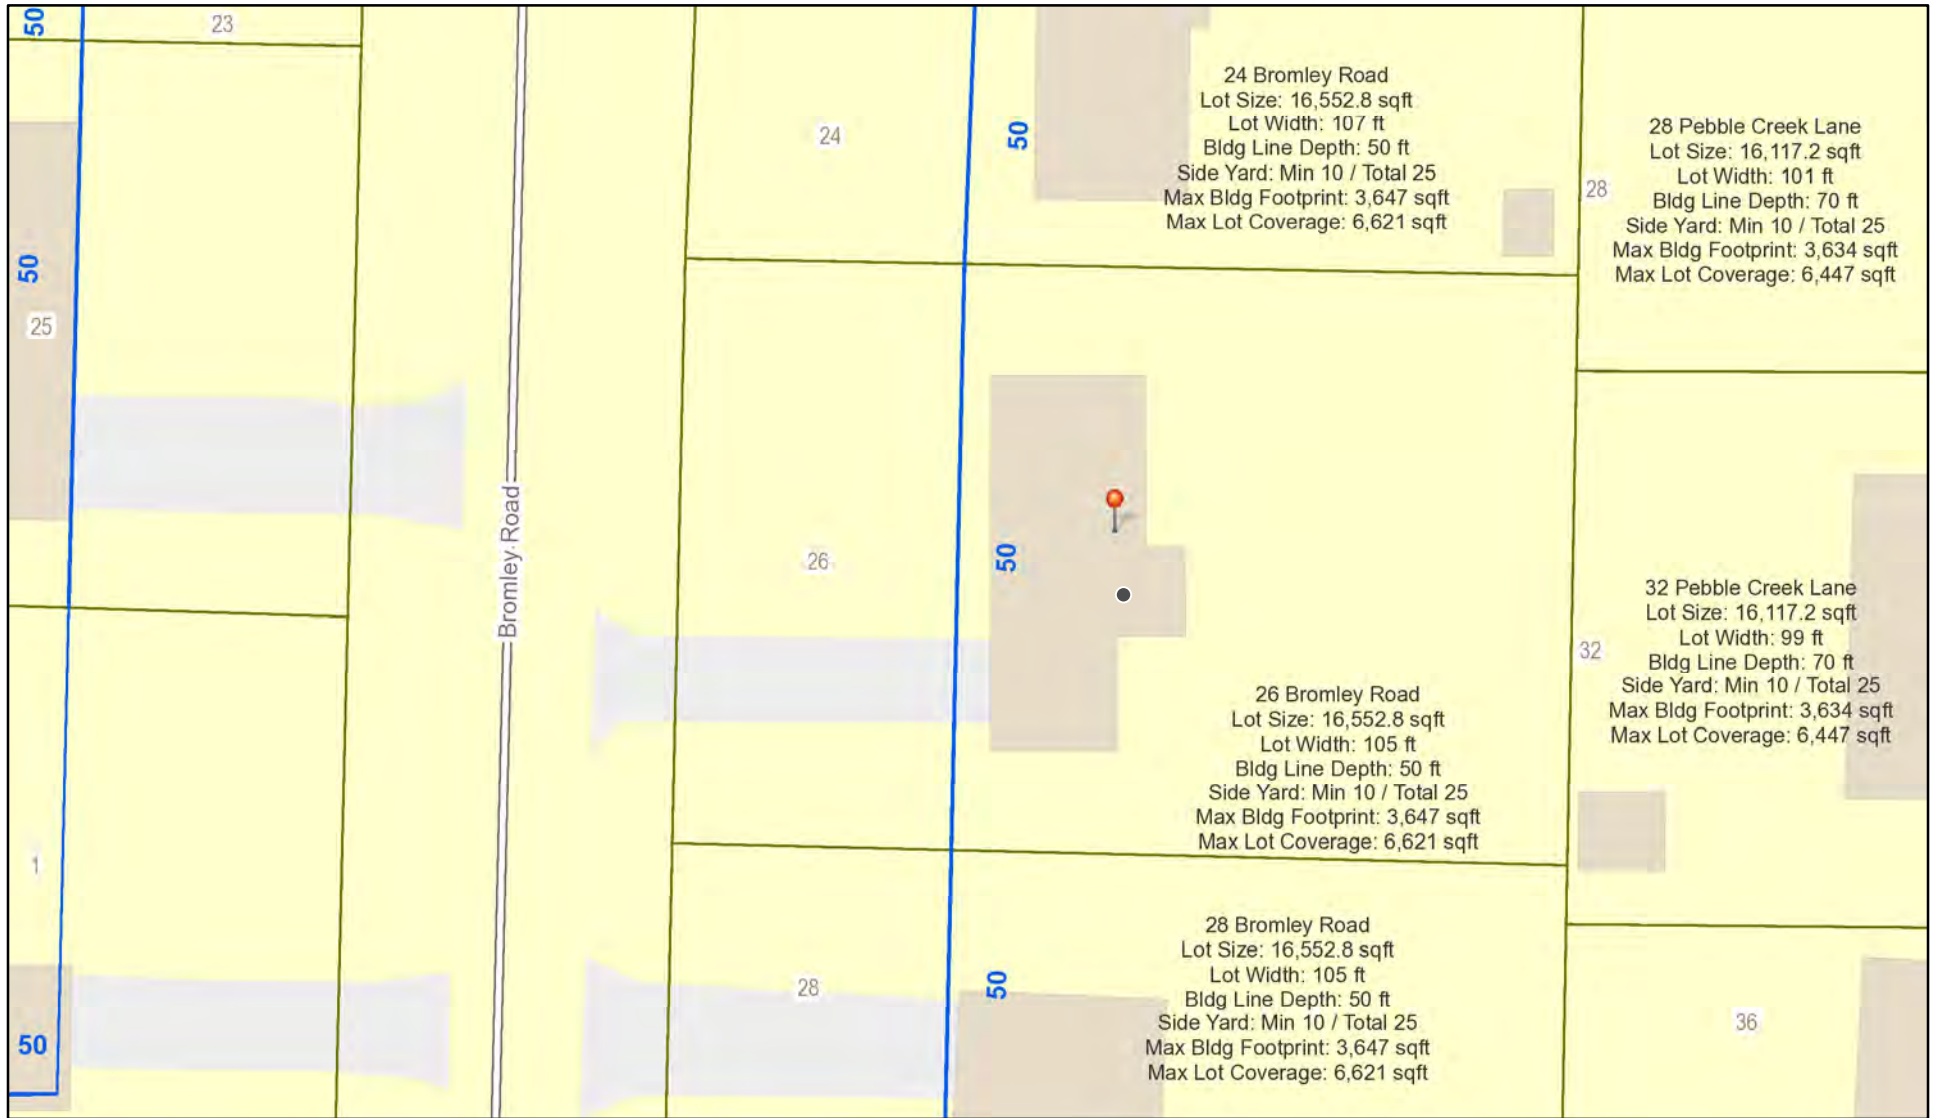 50
23
24 Bromley Road
Lot Size: 16,552.8 sqft
Lot Width: 107 ft
Bldg Line Depth: 50 ft
Side Yard: Min 10 / Total 25
Max Bldg Footprint: 3,647 sqft
Max Lot Coverage: 6,621 sqft
24
50
28 Pebble Creek Lane
Lot Size: 16,117.2 sqft
Lot Width: 101 ft
Bldg Line Depth: 70 ft
Side Yard: Min 10 / Total 25
Max Bldg Footprint: 3,634 sqft
Max Lot Coverage: 6,447 sqft
28
50
25
Bromley Road
26
50
32 Pebble Creek Lane
Lot Size: 16,117.2 sqft
Lot Width: 99 ft
Bldg Line Depth: 70 ft
Side Yard: Min 10 / Total 25
Max Bldg Footprint: 3,634 sqft
Max Lot Coverage: 6,447 sqft
32
26 Bromley Road
Lot Size: 16,552.8 sqft
Lot Width: 105 ft
Bldg Line Depth: 50 ft
Side Yard: Min 10 / Total 25
Max Bldg Footprint: 3,647 sqft
Max Lot Coverage: 6,621 sqft
1
28 Bromley Road
Lot Size: 16,552.8 sqft
Lot Width: 105 ft
Bldg Line Depth: 50 ft
Side Yard: Min 10 / Total 25
Max Bldg Footprint: 3,647 sqft
Max Lot Coverage: 6,621 sqft
28
50
36
50